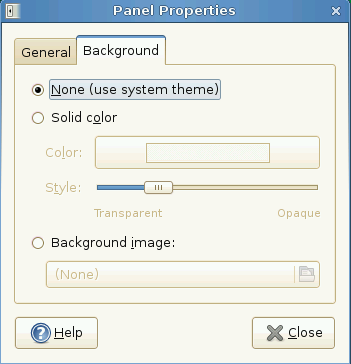 Panel Properties
General
Background
None (use system theme)
Solid color
Color:
Style:
Transparent
Opaque
Background image:
(None)
Help
Close